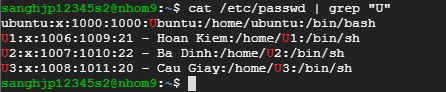 sanghjp12345s2@nhom9:~$ cat /etc/passwd | grep "U"
ubuntu:x:1000:1000:Ubuntu:/home/ubuntu:/bin/bash
U1:x:1006:1009:21 - Hoan Kiem:/home/U1:/bin/sh
U2:x:1007:1010:22 - Ba Dinh:/home/U2:/bin/sh
U3:x:1008:1011:20 - Cau Giay:/home/U3:/bin/sh
sanghjp12345s2@nhom9:~$